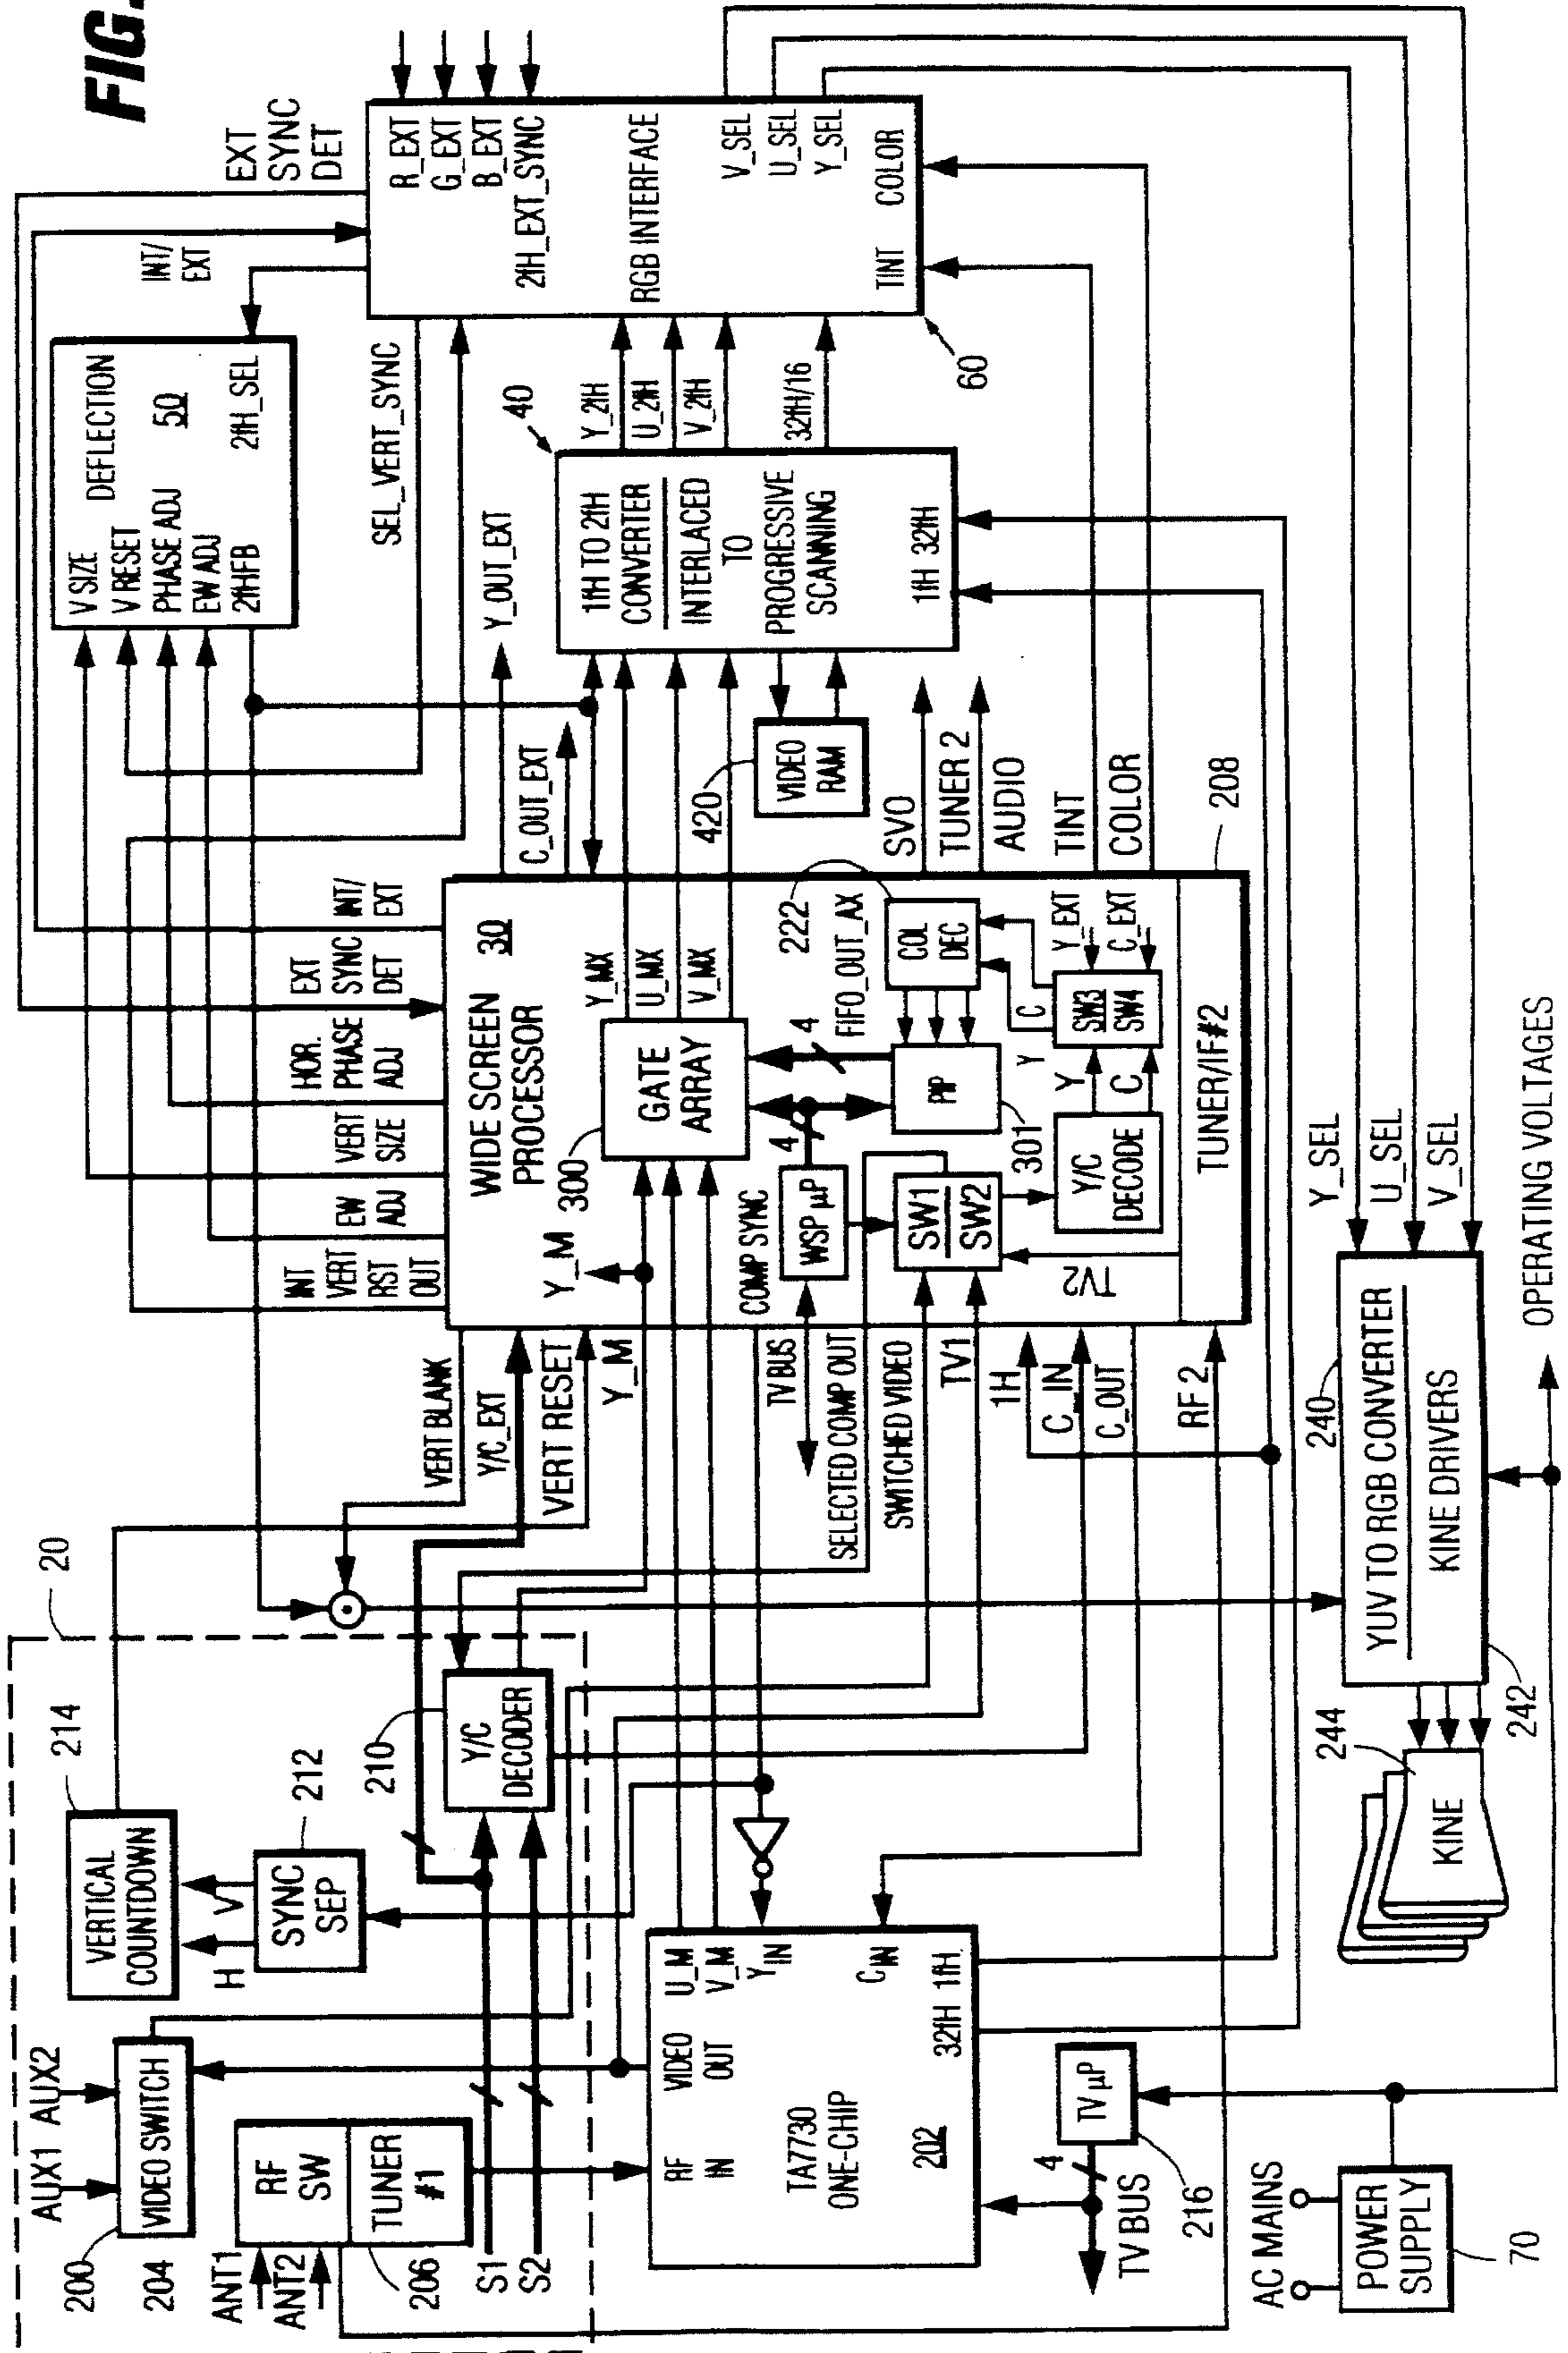 FIG.
20
AUX1
AUX2
200
VIDEO SWITCH
204
ANT1
ANT2
RF
SW
TUNER
#1
206
S1
S2
214
VERTICAL
COUNTDOWN
H
V
212
SYNC
SEP
210
Y/C
DECODER
RF
IN
VIDEO
OUT
U_M
V_M
Y IN
C IN
TA7730
ONE-CHIP
202
32fH
1fH
4
TV BUS
TV µP
216
AC MAINS
POWER
SUPPLY
70
VERT BLANK
Y/C_EXT
VERT RESET
Y_M
TV BUS
SELECTED COMP OUT
SWITCHED VIDEO
TV1
1H
C_IN
C_OUT
RF 2
INT
VERT
RST
OUT
EW
ADJ
VERT
SIZE
HOR.
PHASE
ADJ
EXT
SYNC
DET
INT/
EXT
WIDE SCREEN
PROCESSOR
30
Y_M
300
GATE
ARRAY
Y_MX
U_MX
V_MX
COMP SYNC
WSP µP
4
4
FIFO_OUT_AX
PIP
301
222
COL
DEC
SW1
SW2
TV2
Y/C
DECODE
Y
C
Y
C
SW3
SW4
Y_EXT
C_EXT
TUNER/IF#2
208
Y_OUT_EXT
C_OUT_EXT
SVO
TUNER 2
AUDIO
TINT
COLOR
420
VIDEO
RAM
V SIZE
V RESET
PHASE ADJ
EW ADJ
2fHFB
DEFLECTION
50
2fH_SEL
SEL_VERT_SYNC
40
1fH TO 2fH
CONVERTER
INTERLACED
TO
PROGRESSIVE
SCANNING
1fH
32fH
Y_2fH
U_2fH
V_2fH
32fH/16
INT/
EXT
EXT
SYNC
DET
R_EXT
G_EXT
B_EXT
2fH_EXT_SYNC
RGB INTERFACE
V_SEL
U_SEL
Y_SEL
TINT
COLOR
60
Y_SEL
U_SEL
V_SEL
240
YUV TO RGB CONVERTER
KINE DRIVERS
242
244
KINE
OPERATING VOLTAGES